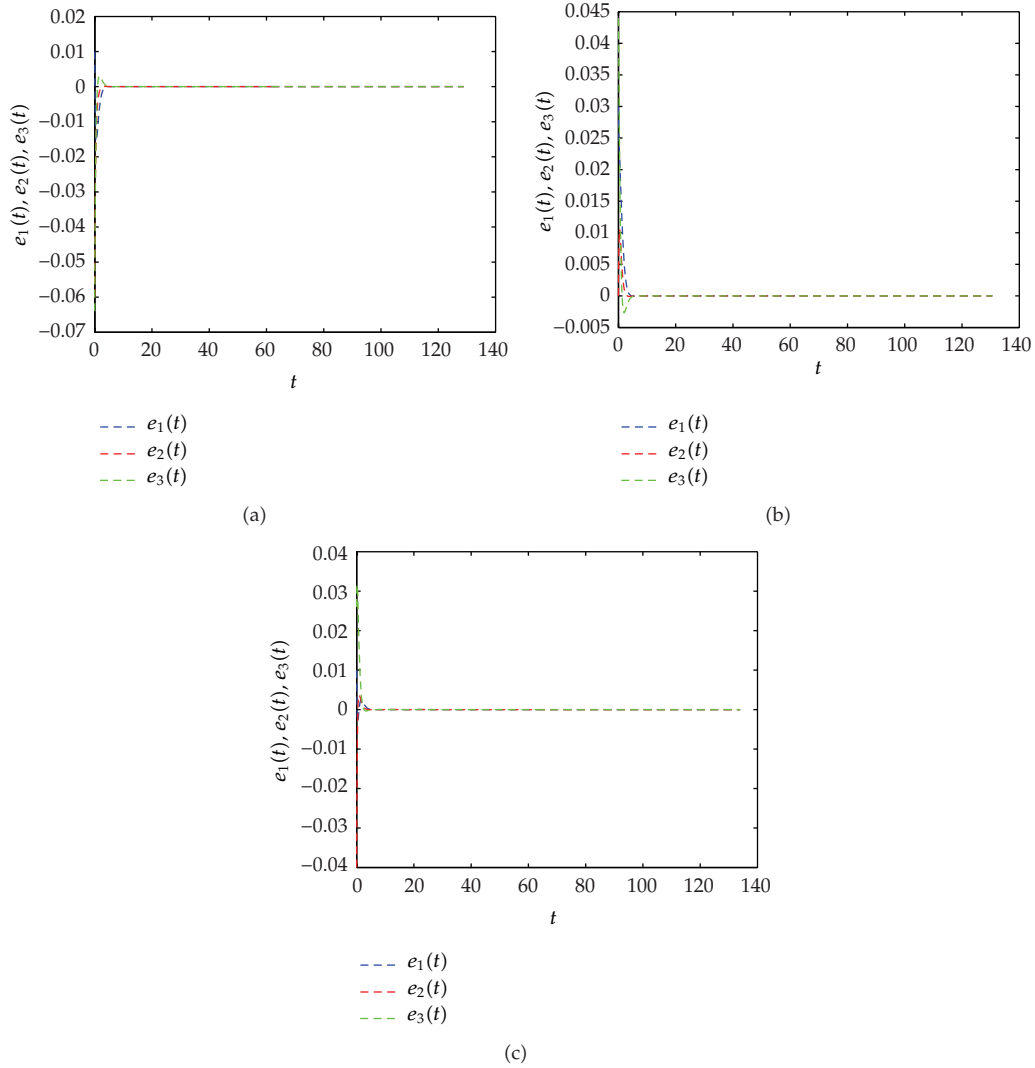 0.02
0.01
0
−0.01
−0.02
−0.03
−0.04
−0.05
−0.06
−0.07
e1(t), e2(t), e3(t)
0 20 40 60 80 100 120 140
t
e1(t)
e2(t)
e3(t)
(a)
0.045
0.04
0.035
0.03
0.025
0.02
0.015
0.01
0.005
0
−0.005
e1(t), e2(t), e3(t)
0 20 40 60 80 100 120 140
t
e1(t)
e2(t)
e3(t)
(b)
0.04
0.03
0.02
0.01
0
−0.01
−0.02
−0.03
−0.04
e1(t), e2(t), e3(t)
0 20 40 60 80 100 120 140
t
e1(t)
e2(t)
e3(t)
(c)